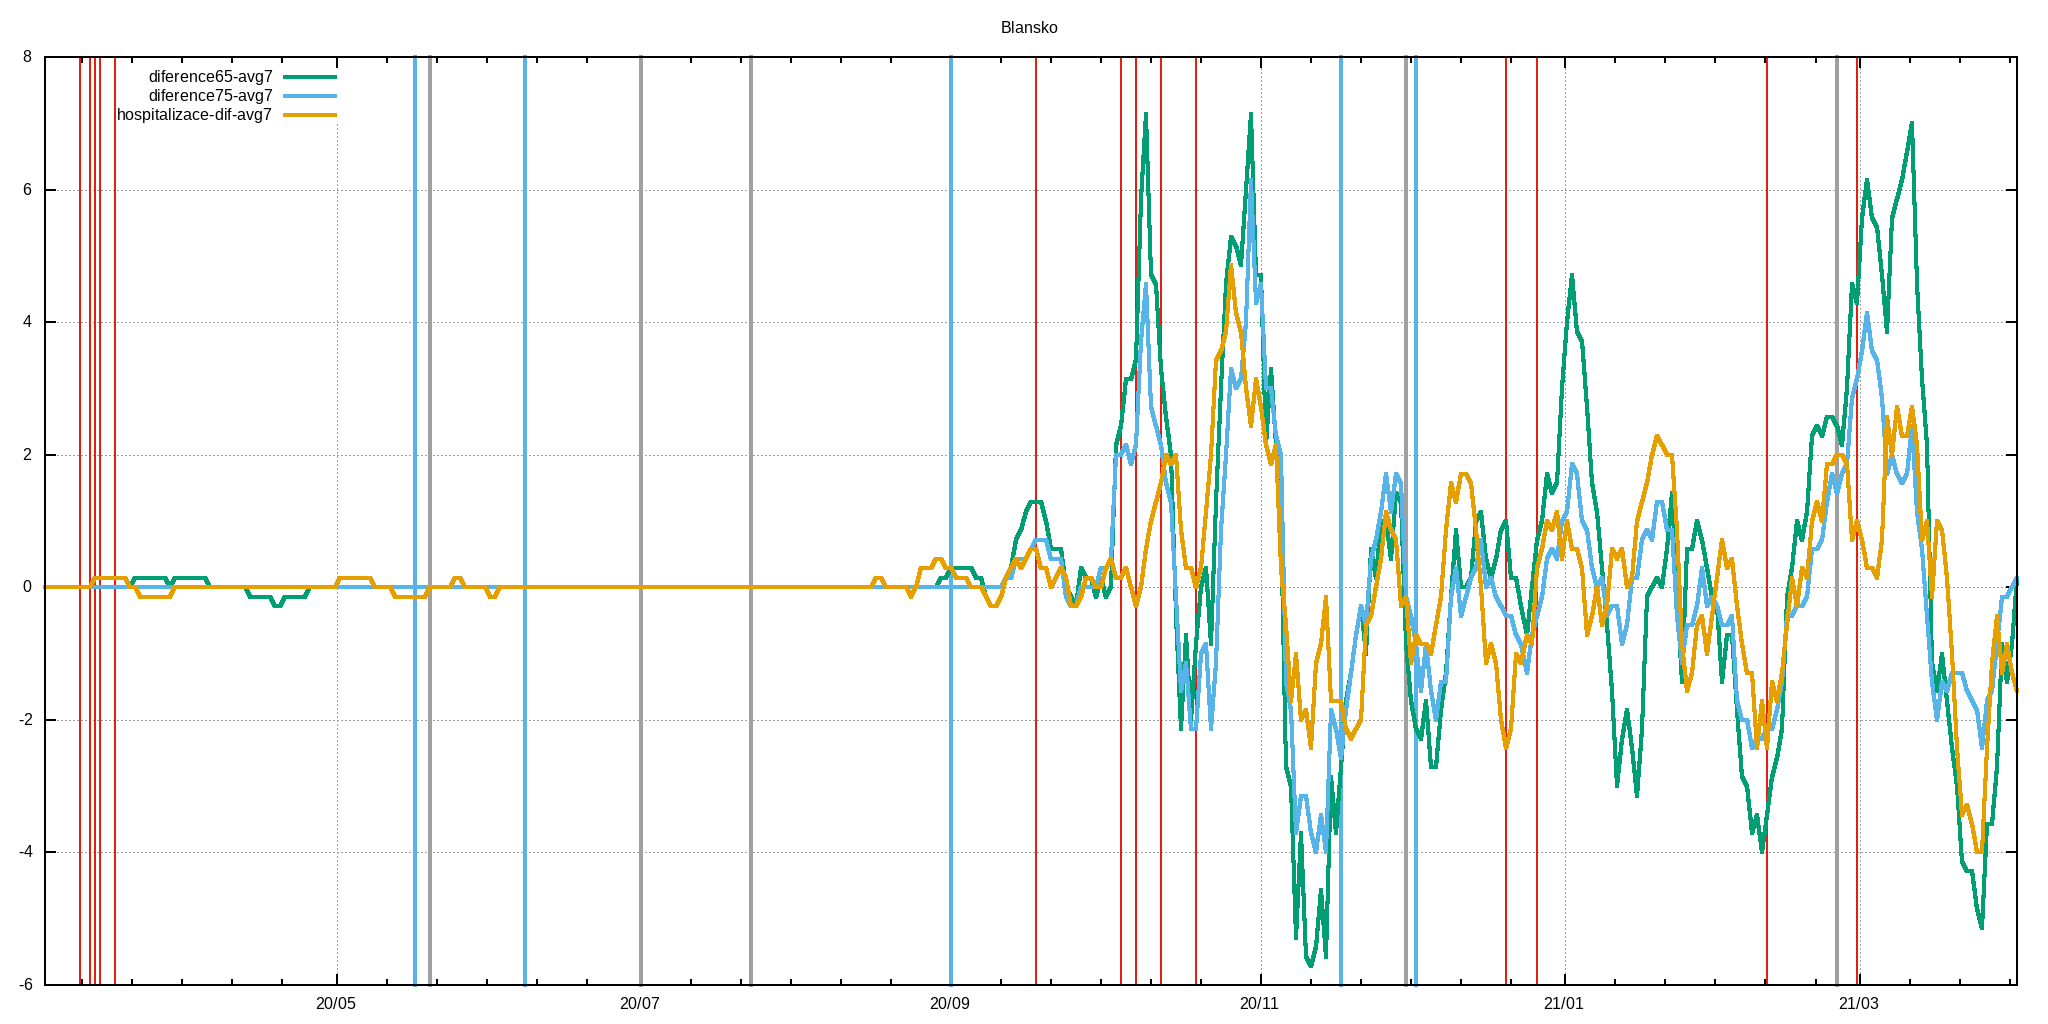 Blansko
8
diference65-avg7
diference75-avg7
hospitalizace-dif-avg7
6
4
2
0
-2
-4
-6
20/05 20/07 20/09 20/11 21/01 21/03